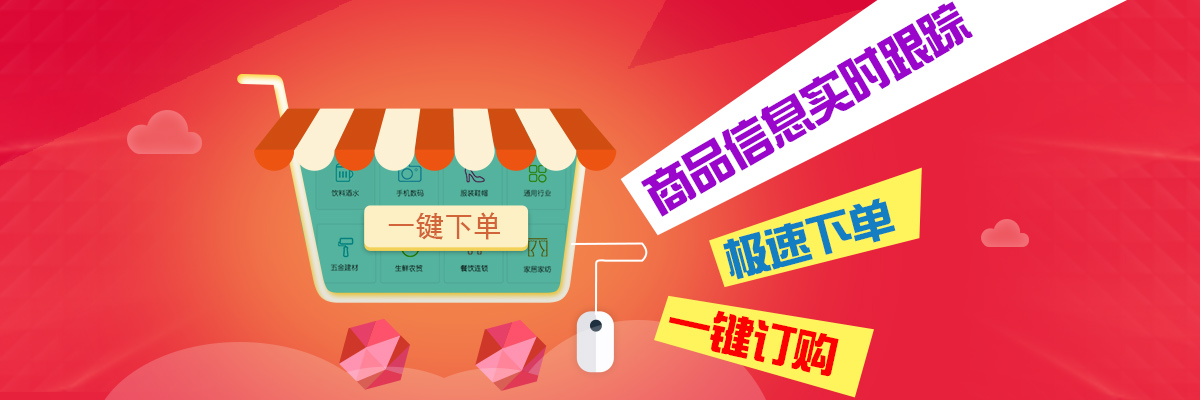 饮料酒水
手机数码
服装鞋帽
通用行业
一键下单
五金建材
生鲜农贸
餐饮连锁
家居家纺
商品信息实时跟踪
极速下单
一键订购